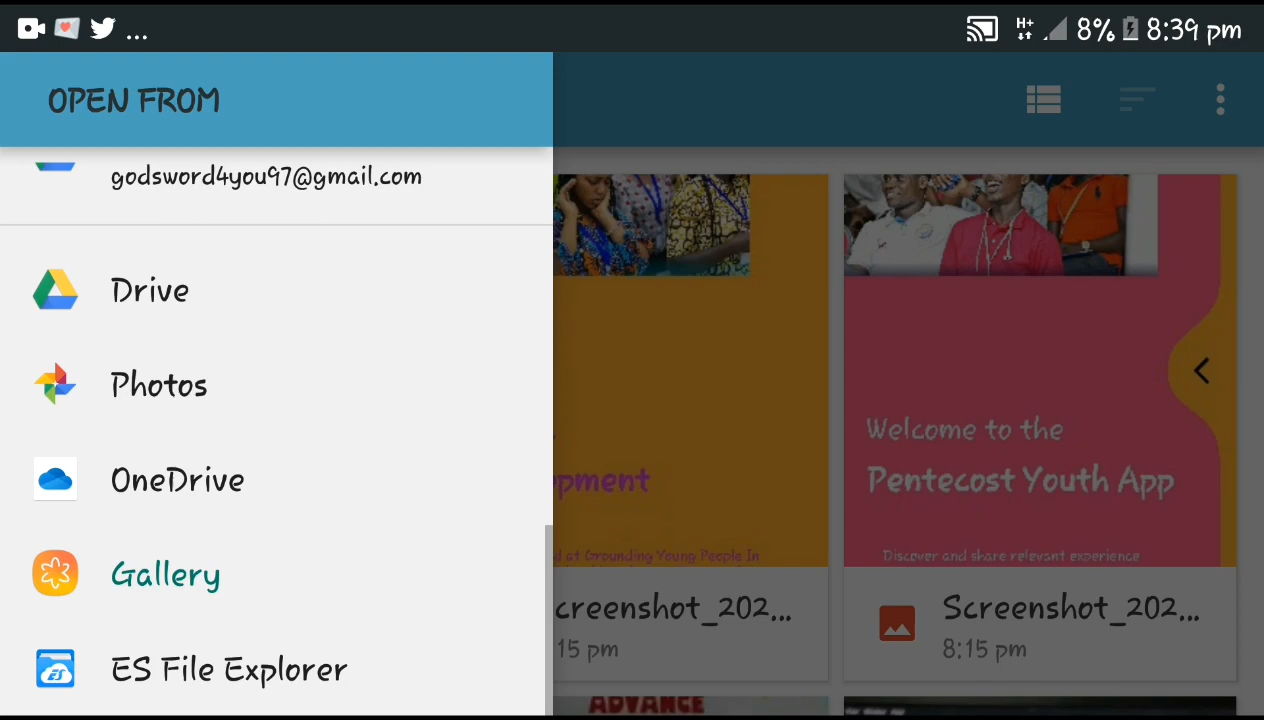 ... H+ 8% 8:39 pm
OPEN FROM
godsword4you97@gmail.com
Drive
Photos
OneDrive
Gallery
ES File Explorer
opment
d at Grounding Young People In
creenshot_202...
15 pm
Welcome to the
Pentecost Youth App
Discover and share relevant experience
Screenshot_202...
8:15 pm
ADVANCE